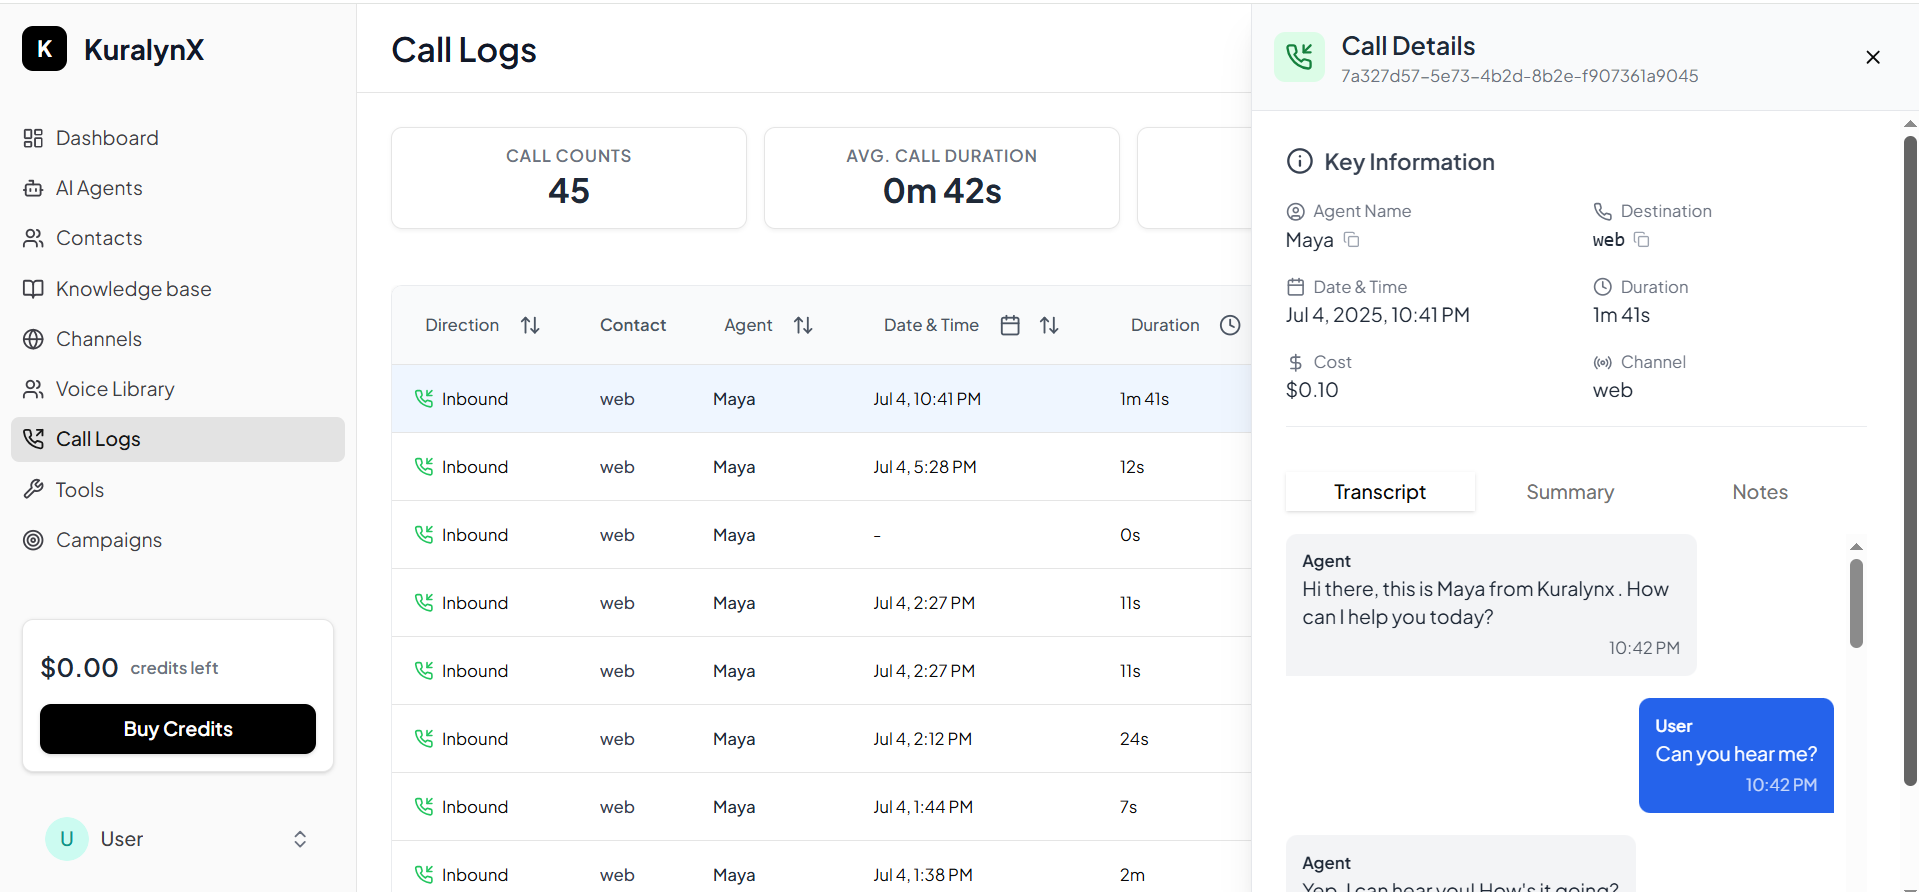 K
KuralynX
Dashboard
AI Agents
Contacts
Knowledge base
Channels
Voice Library
Call Logs
Tools
Campaigns
$0.00 credits left
Buy Credits
U
User
Call Logs
CALL COUNTS
45
AVG. CALL DURATION
0m 42s
Direction Contact Agent Date & Time Duration
Inbound web Maya Jul 4, 10:41 PM 1m 41s
Inbound web Maya Jul 4, 5:28 PM 12s
Inbound web Maya - 0s
Inbound web Maya Jul 4, 2:27 PM 11s
Inbound web Maya Jul 4, 2:27 PM 11s
Inbound web Maya Jul 4, 2:12 PM 24s
Inbound web Maya Jul 4, 1:44 PM 7s
Inbound web Maya Jul 4, 1:38 PM 2m
Call Details
7a327d57-5e73-4b2d-8b2e-f907361a9045
Key Information
Agent Name Destination
Maya web
Date & Time Duration
Jul 4, 2025, 10:41 PM 1m 41s
Cost Channel
$0.10 web
Transcript Summary Notes
Agent
Hi there, this is Maya from Kuralynx . How
can I help you today?
10:42 PM
User
Can you hear me?
10:42 PM
Agent
Yep, I can hear you! How's it going?